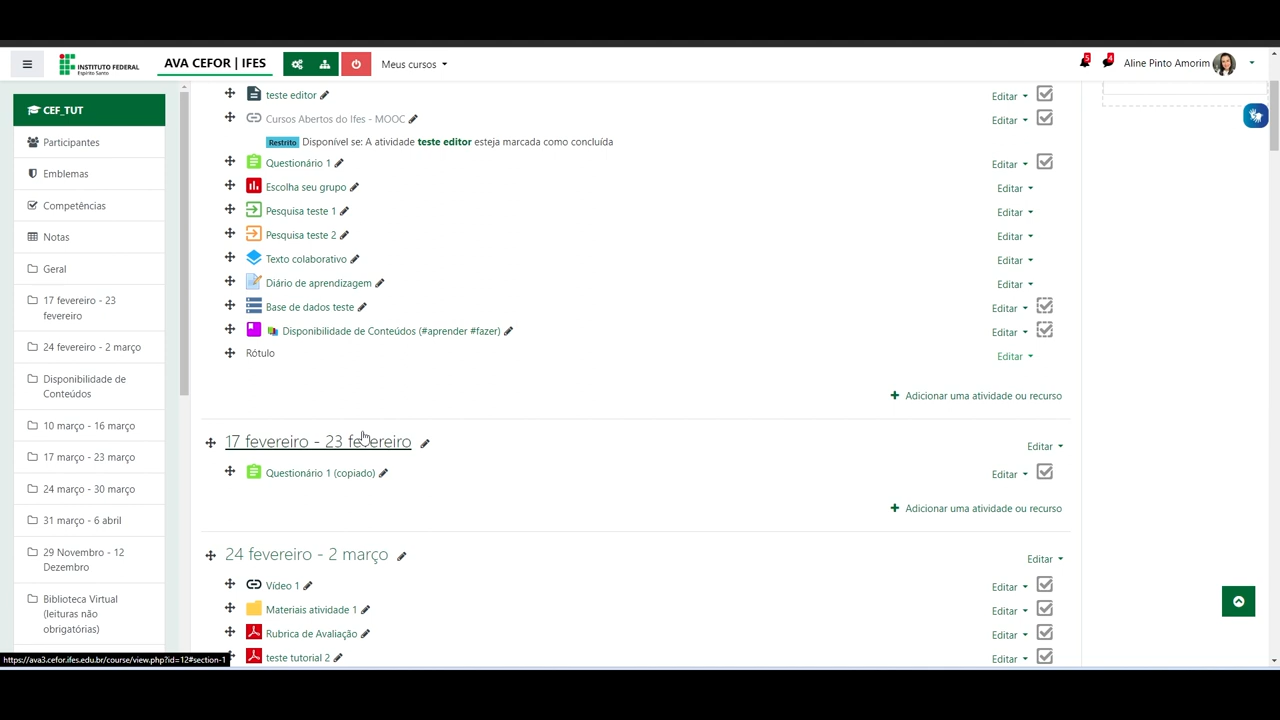 INSTITUTO FEDERAL
Espírito Santo
AVA CEFOR | IFES
Meus cursos
5
4
Aline Pinto Amorim
CEF_TUT
Participantes
Emblemas
Competências
Notas
Geral
17 fevereiro - 23
fevereiro
24 fevereiro - 2 março
Disponibilidade de
Conteúdos
10 março - 16 março
17 março - 23 março
24 março - 30 março
31 março - 6 abril
29 Novembro - 12
Dezembro
Biblioteca Virtual
(leituras não
obrigatórias)
https://ava3.cefor.ifes.edu.br/course/view.php?id=12#section-1
teste editor Editar
Cursos Abertos do Ifes - MOOC Editar
Restrito Disponível se: A atividade teste editor esteja marcada como concluída
Questionário 1 Editar
Escolha seu grupo Editar
Pesquisa teste 1 Editar
Pesquisa teste 2 Editar
Texto colaborativo Editar
Diário de aprendizagem Editar
Base de dados teste Editar
Disponibilidade de Conteúdos (#aprender #fazer) Editar
Rótulo Editar
Adicionar uma atividade ou recurso
17 fevereiro - 23 fevereiro Editar
Questionário 1 (copiado) Editar
Adicionar uma atividade ou recurso
24 fevereiro - 2 março Editar
Vídeo 1 Editar
Materiais atividade 1 Editar
Rubrica de Avaliação Editar
teste tutorial 2 Editar